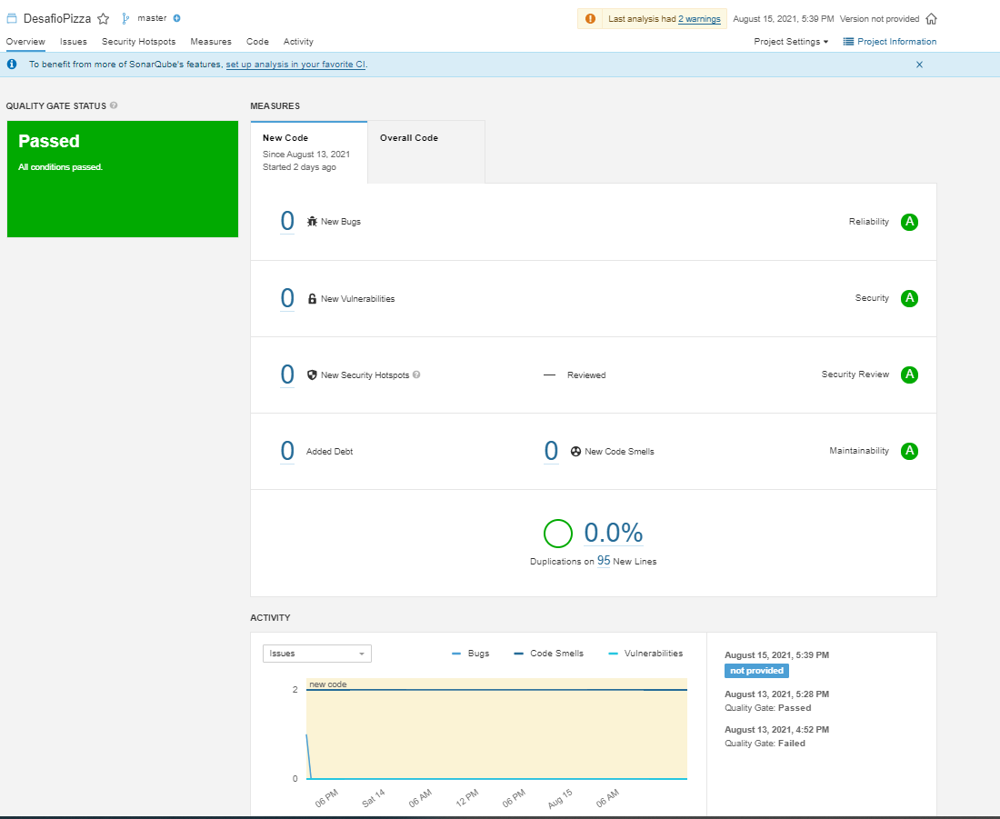 DesafioPizza master Last analysis had 2 warnings August 15, 2021, 5:39 PM Version not provided
Overview Issues Security Hotspots Measures Code Activity Project Settings Project Information
To benefit from more of SonarQube's features, set up analysis in your favorite CI.
QUALITY GATE STATUS
Passed
All conditions passed.
MEASURES
New Code
Since August 13, 2021
Started 2 days ago
Overall Code
0 New Bugs Reliability A
0 New Vulnerabilities Security A
0 New Security Hotspots — Reviewed Security Review A
0 Added Debt 0 New Code Smells Maintainability A
0.0%
Duplications on 95 New Lines
ACTIVITY
Issues Bugs Code Smells Vulnerabilities
new code
2
0
06 PM Sat 14 06 AM 12 PM 06 PM Aug 15 06 AM
August 15, 2021, 5:39 PM
not provided
August 13, 2021, 5:28 PM
Quality Gate: Passed
August 13, 2021, 4:52 PM
Quality Gate: Failed